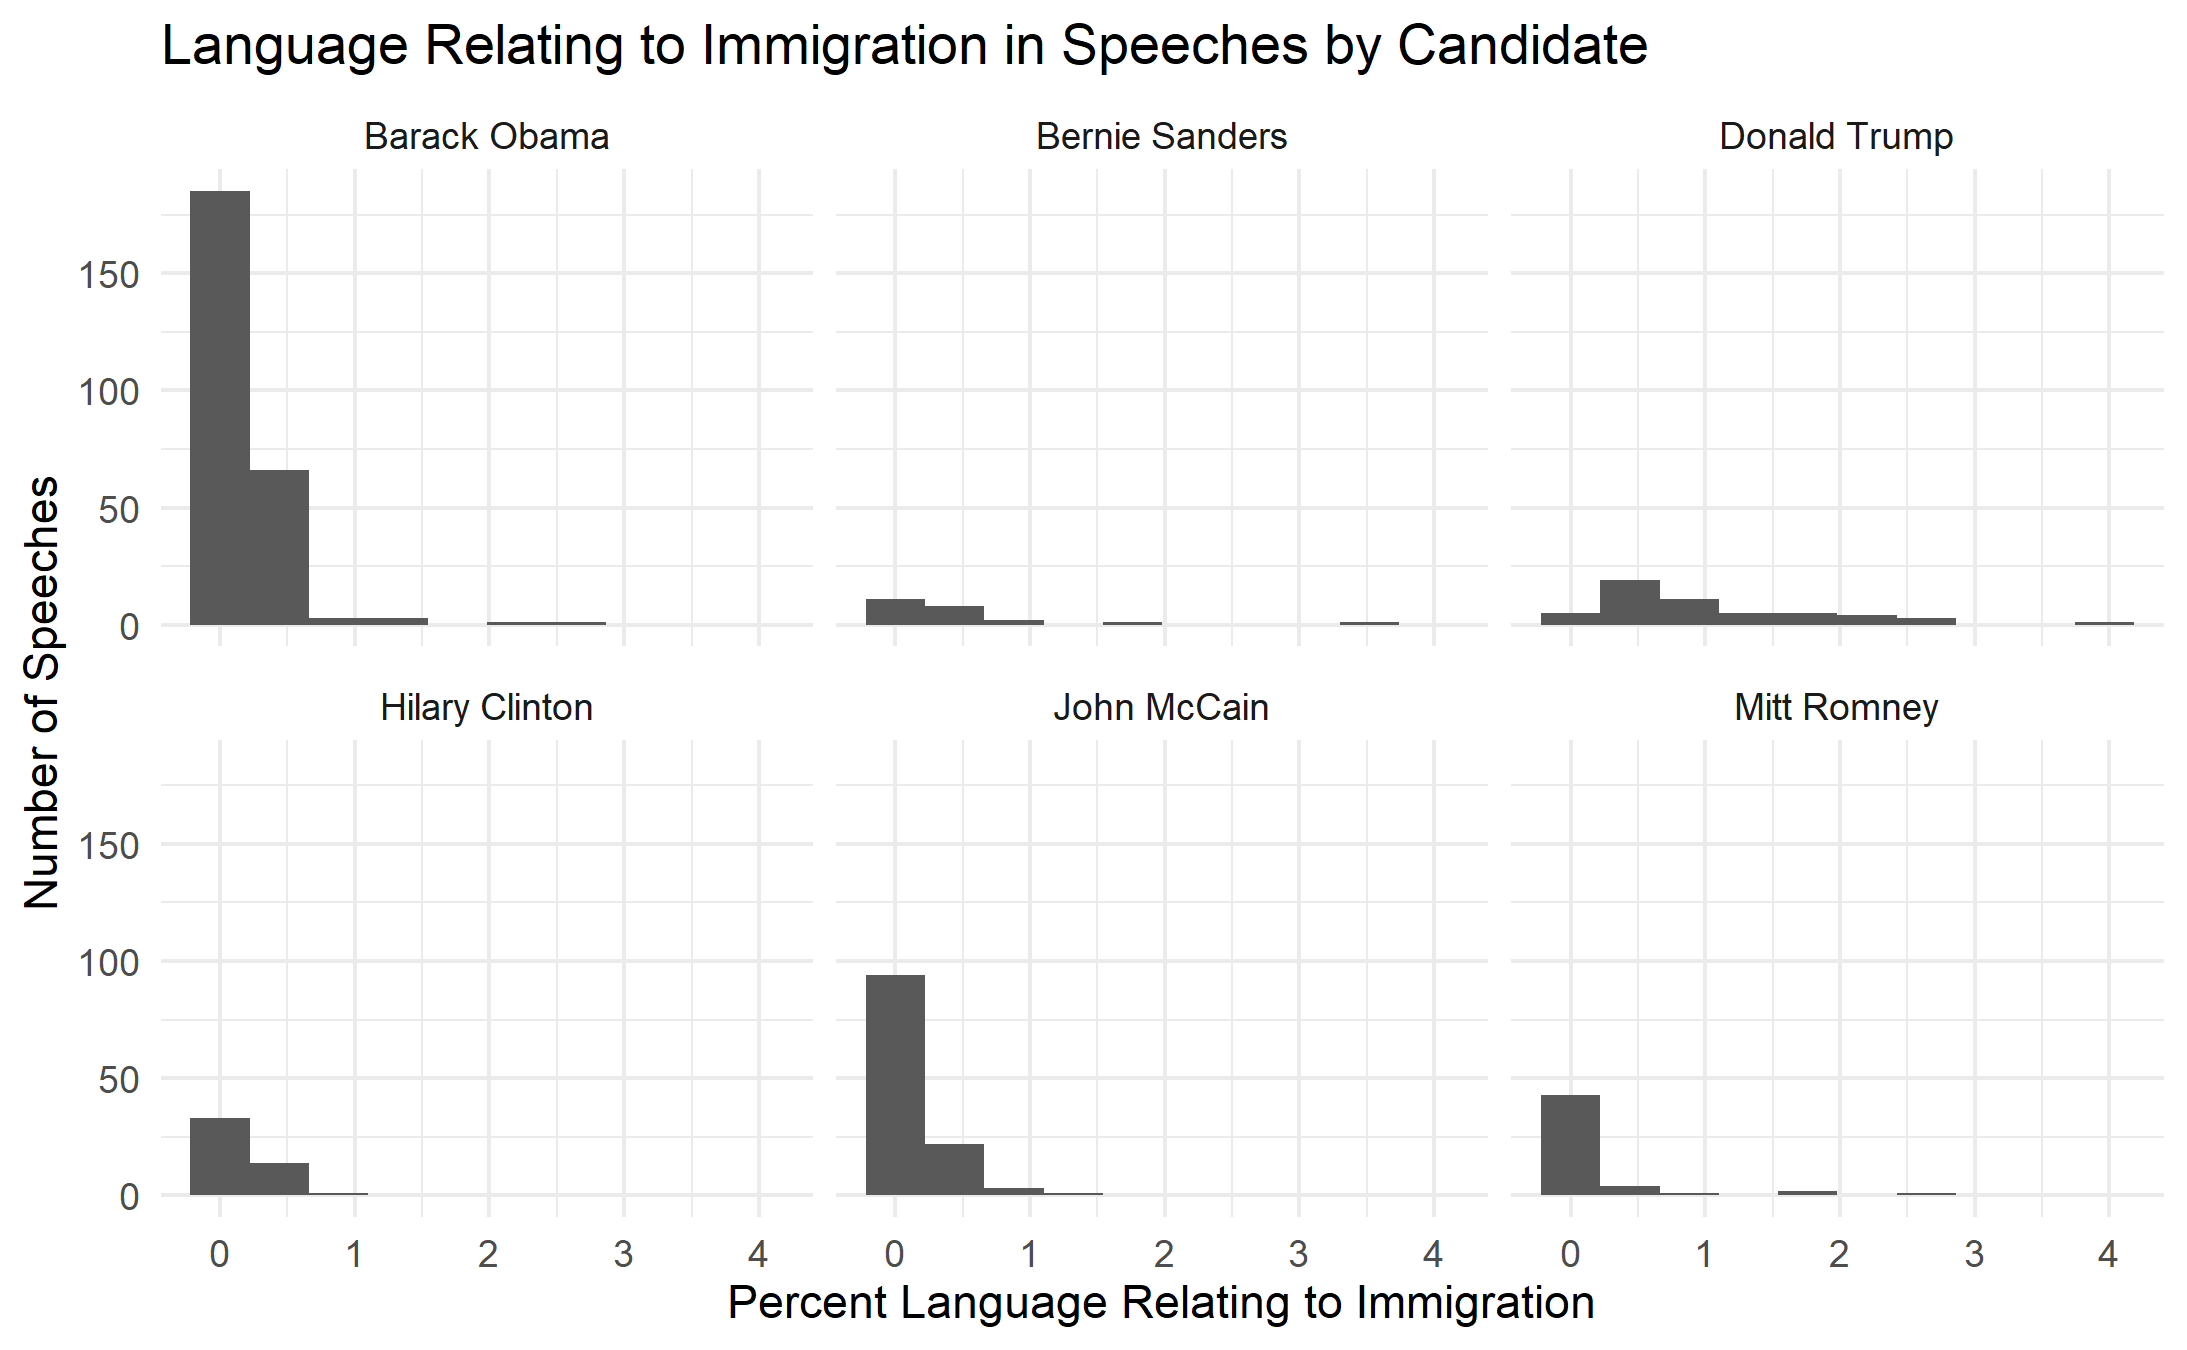 Language Relating to Immigration in Speeches by Candidate
Barack Obama
Bernie Sanders
Donald Trump
150
100
50
0
Hilary Clinton
John McCain
Mitt Romney
150
100
50
0
0 1 2 3 4
0 1 2 3 4
0 1 2 3 4
Number of Speeches
Percent Language Relating to Immigration